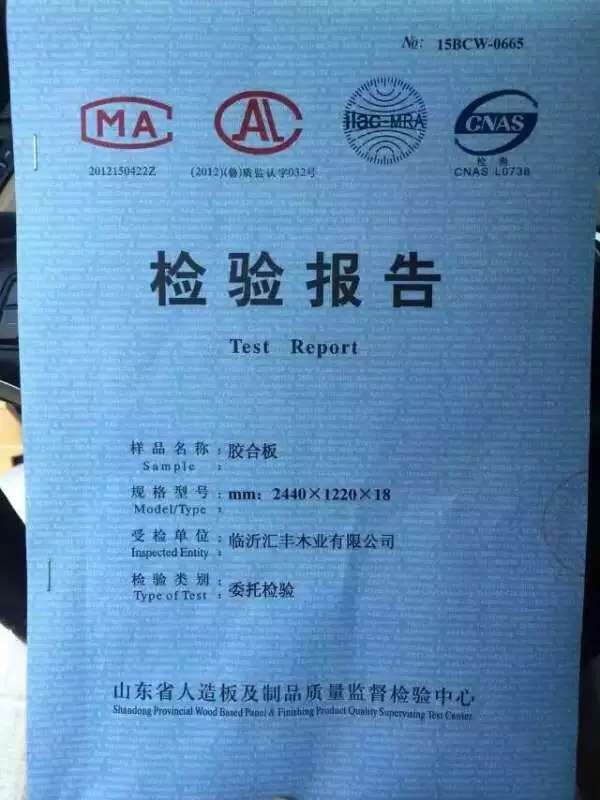 №: 15BCW-0665
MA
AL
ilac-MRA
CNAS
检测
2012150422Z
(2012)(鲁)质监认字032号
CNAS L0738
检验报告
Test Report
样品名称: 胶合板
Sample :
规格型号: mm: 2440×1220×18
Model/Type :
受检单位: 临沂汇丰木业有限公司
Inspected Entity:
检验类别: 委托检验
Type of Test :
山东省人造板及制品质量监督检验中心
Shandong Provincial Wood Based Panel & Finishing Product Quality Supervising Test Center